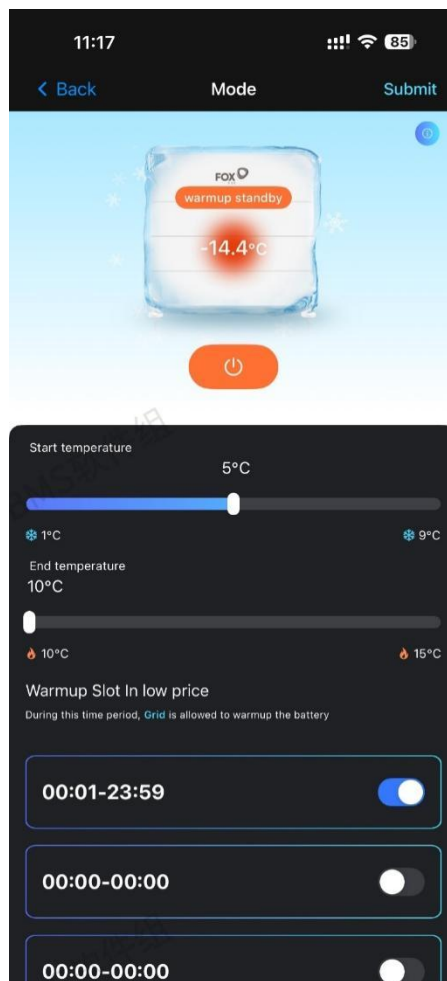 11:17
85
Back
Mode
Submit
FOX
warmup standby
-14.4°C
Start temperature
5°C
1°C
9°C
End temperature
10°C
10°C
15°C
Warmup Slot In low price
During this time period, Grid is allowed to warmup the battery
00:01-23:59
00:00-00:00
00:00-00:00